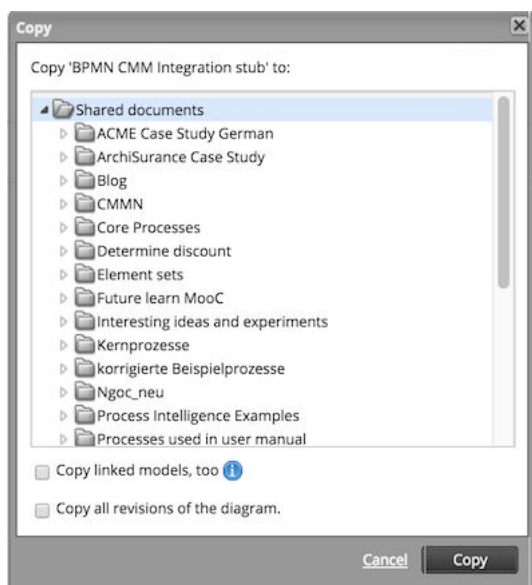 Copy
Copy 'BPMN CMM Integration stub' to:
Shared documents
ACME Case Study German
ArchiSurance Case Study
Blog
CMMN
Core Processes
Determine discount
Element sets
Future learn MooC
Interesting ideas and experiments
Kernprozesse
korrigierte Beispielprozesse
Ngoc_neu
Process Intelligence Examples
Processes used in user manual
Copy linked models, too
Copy all revisions of the diagram.
Cancel Copy